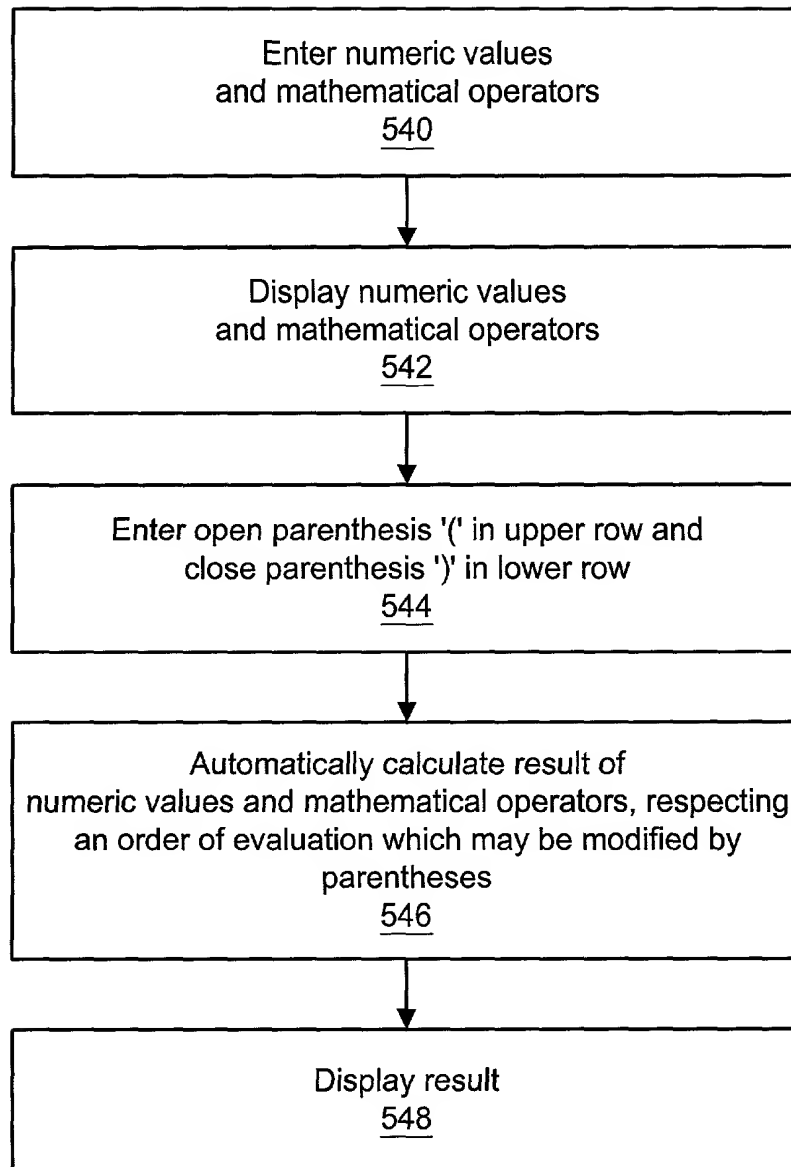 Enter numeric values
and mathematical operators
540
Display numeric values
and mathematical operators
542
Enter open parenthesis '(' in upper row and
close parenthesis ')' in lower row
544
Automatically calculate result of
numeric values and mathematical operators, respecting
an order of evaluation which may be modified by
parentheses
546
Display result
548